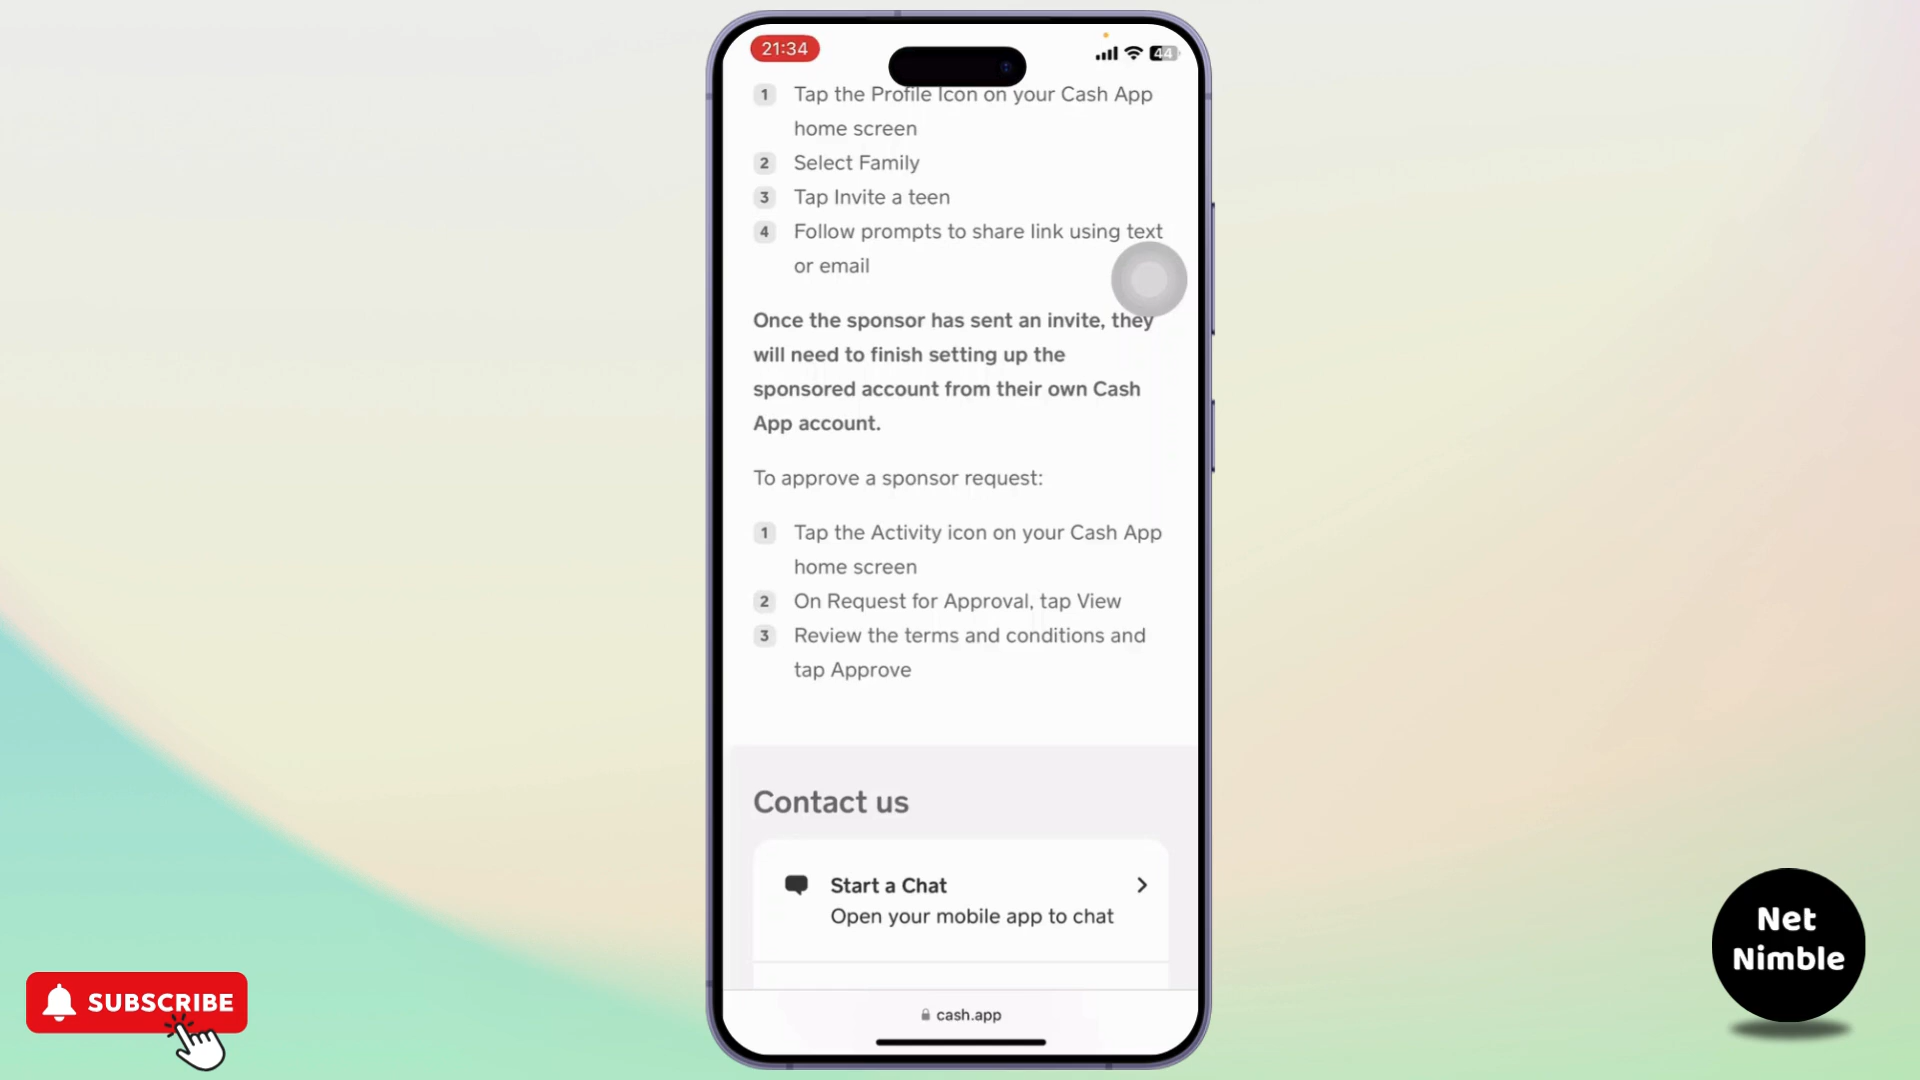 21:34
44
1 Tap the Profile Icon on your Cash App
home screen
2 Select Family
3 Tap Invite a teen
4 Follow prompts to share link using text
or email
Once the sponsor has sent an invite, they
will need to finish setting up the
sponsored account from their own Cash
App account.
To approve a sponsor request:
1 Tap the Activity icon on your Cash App
home screen
2 On Request for Approval, tap View
3 Review the terms and conditions and
tap Approve
Contact us
Start a Chat
Open your mobile app to chat
cash.app
SUBSCRIBE
Net
Nimble